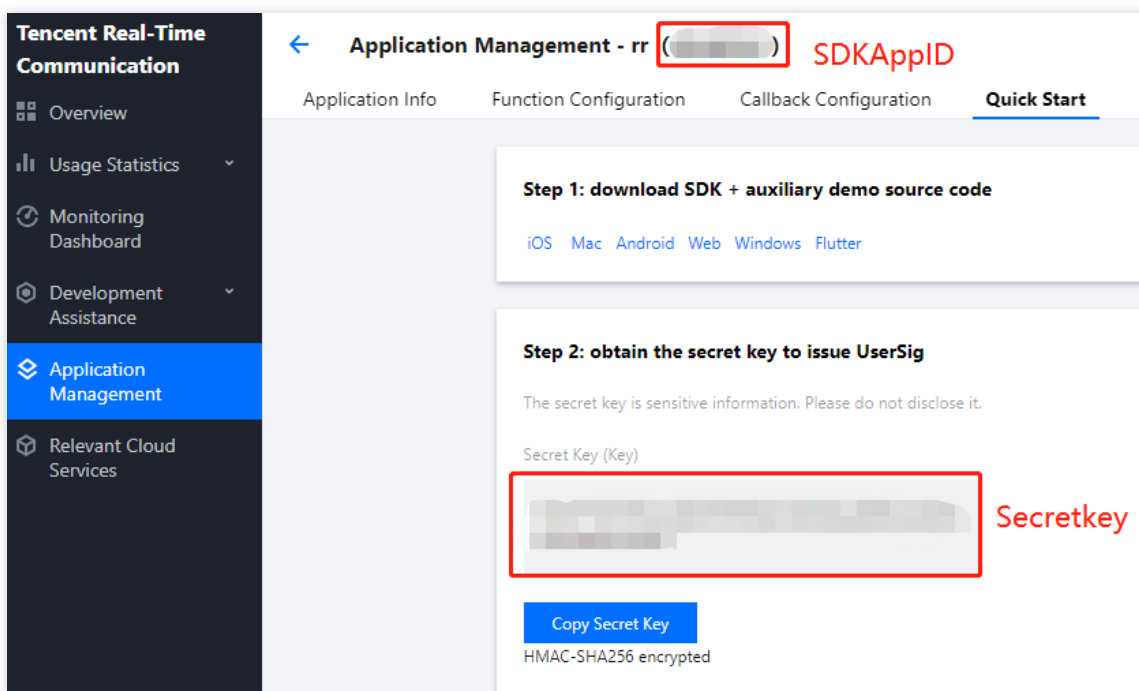 Tencent Real-Time
Communication
Overview
Usage Statistics
Monitoring
Dashboard
Development
Assistance
Application
Management
Relevant Cloud
Services
Application Management - rr ( )
SDKAppID
Application Info
Function Configuration
Callback Configuration
Quick Start
Step 1: download SDK + auxiliary demo source code
iOS Mac Android Web Windows Flutter
Step 2: obtain the secret key to issue UserSig
The secret key is sensitive information. Please do not disclose it.
Secret Key (Key)
Secretkey
Copy Secret Key
HMAC-SHA256 encrypted